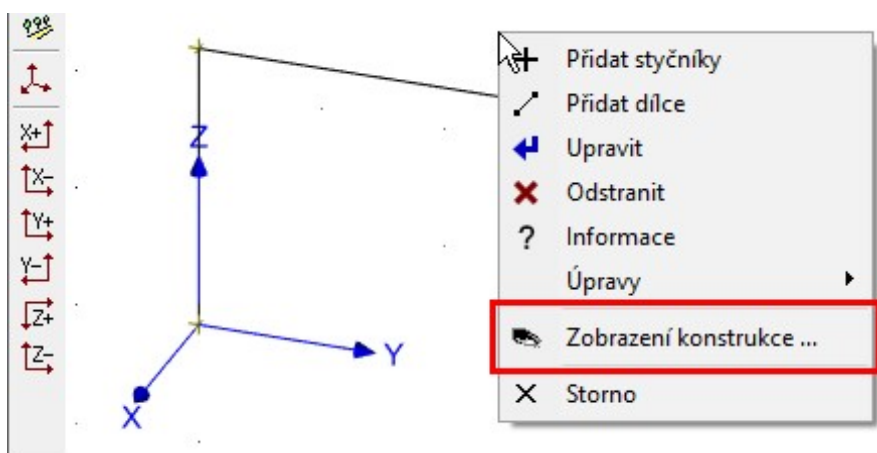 X+
X-
Y+
Y-
Z+
Z-
Z
Y
X
Přidat styčníky
Přidat dílce
Upravit
Odstranit
? Informace
Úpravy
Zobrazení konstrukce ...
Storno